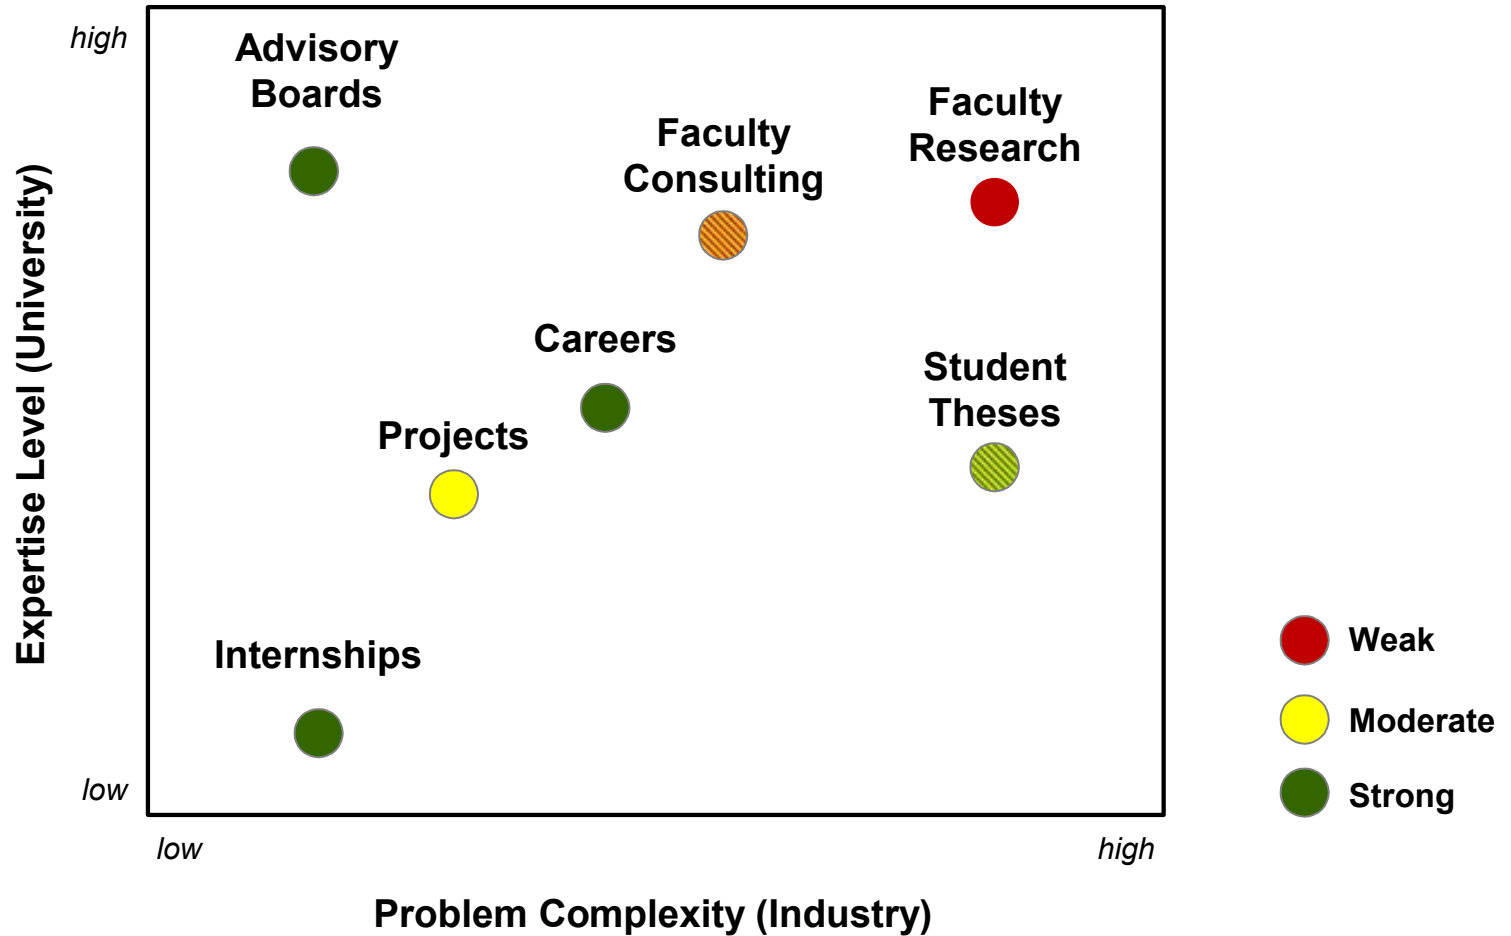 high
Advisory
Boards
Faculty
Consulting
Faculty
Research
Careers
Student
Theses
Projects
Internships
low
low
high
Expertise Level (University)
Problem Complexity (Industry)
Weak
Moderate
Strong